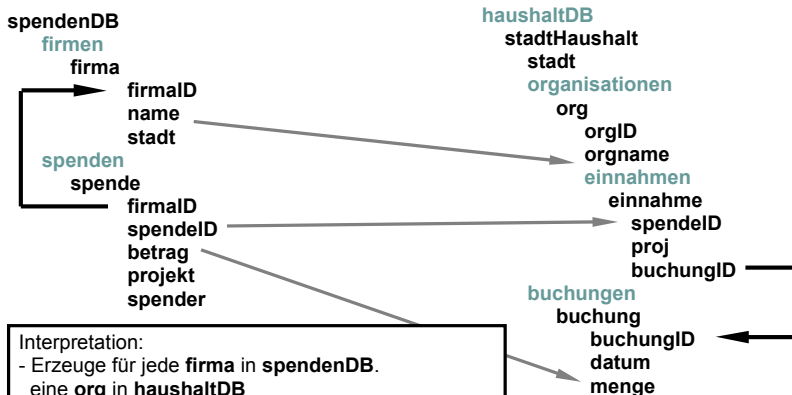 spendenDB
firmen
firma
firmaID
name
stadt
spenden
spende
firmaID
spendeID
betrag
projekt
spender
haushaltDB
stadtHaushalt
stadt
organisationen
org
orgID
orgname
einnahmen
einnahme
spendeID
proj
buchungID
buchungen
buchung
buchungID
datum
menge
Interpretation:
- Erzeuge für jede firma in spendenDB.
eine org in haushaltDB